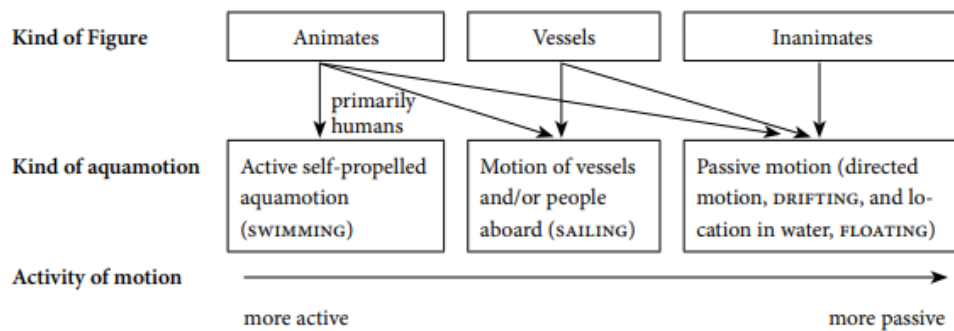 Kind of Figure
Animates
Vessels
Inanimates
primarily
humans
Kind of aquamotion
Active self-propelled
aquamotion
(SWIMMING)
Motion of vessels
and/or people
aboard (SAILING)
Passive motion (directed
motion, DRIFTING, and lo-
cation in water, FLOATING)
Activity of motion
more active
more passive